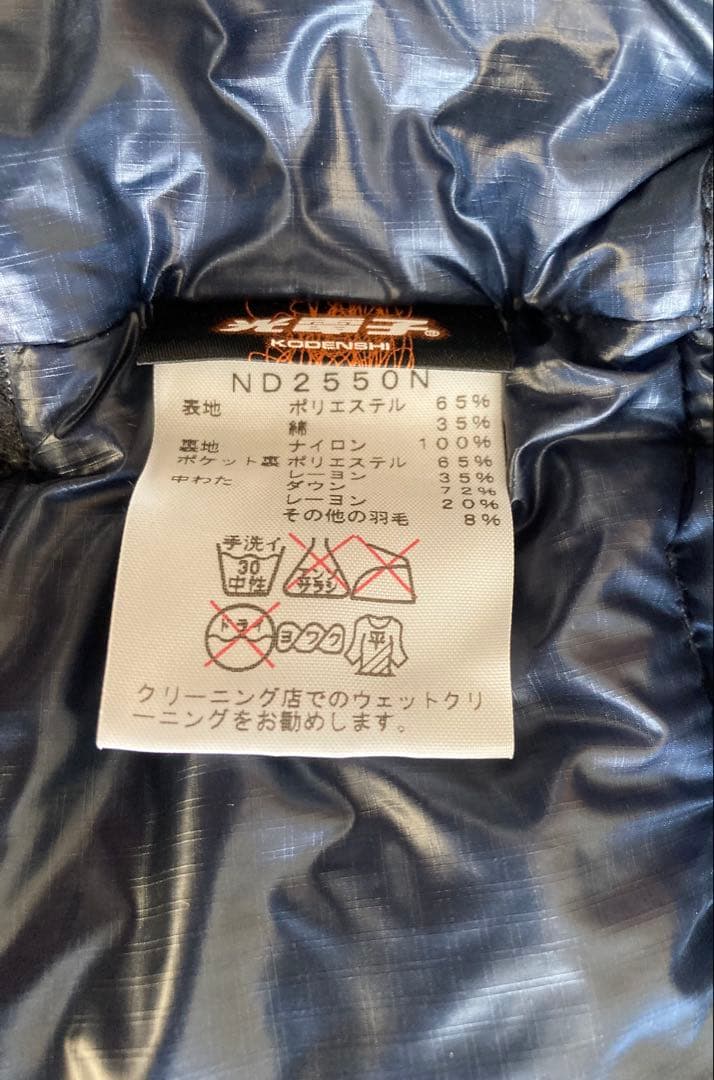 光電子®
KODENSHI
ND2550N
表地 ポリエステル 65%
綿 35%
裏地 ナイロン 100%
ポケット裏 ポリエステル 65%
レーヨン 35%
中わた ダウン 72%
レーヨン 20%
その他の羽毛 8%
手洗イ
30
中性
エンソ
サラシ
ドライ
ヨワク
平
クリーニング店でのウェットクリ
ーニングをお勧めします。